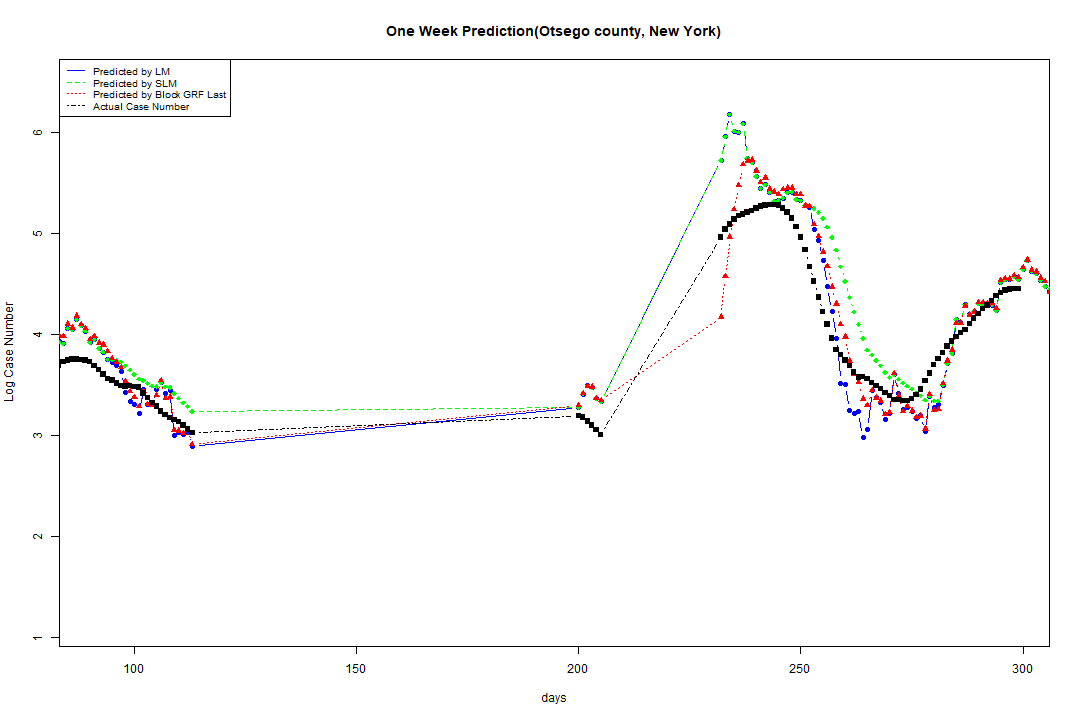 One Week Prediction(Otsego county, New York)
Predicted by LM
Predicted by SLM
Predicted by Block GRF Last
Actual Case Number
6
5
4
3
2
1
Log Case Number
100 150 200 250 300
days